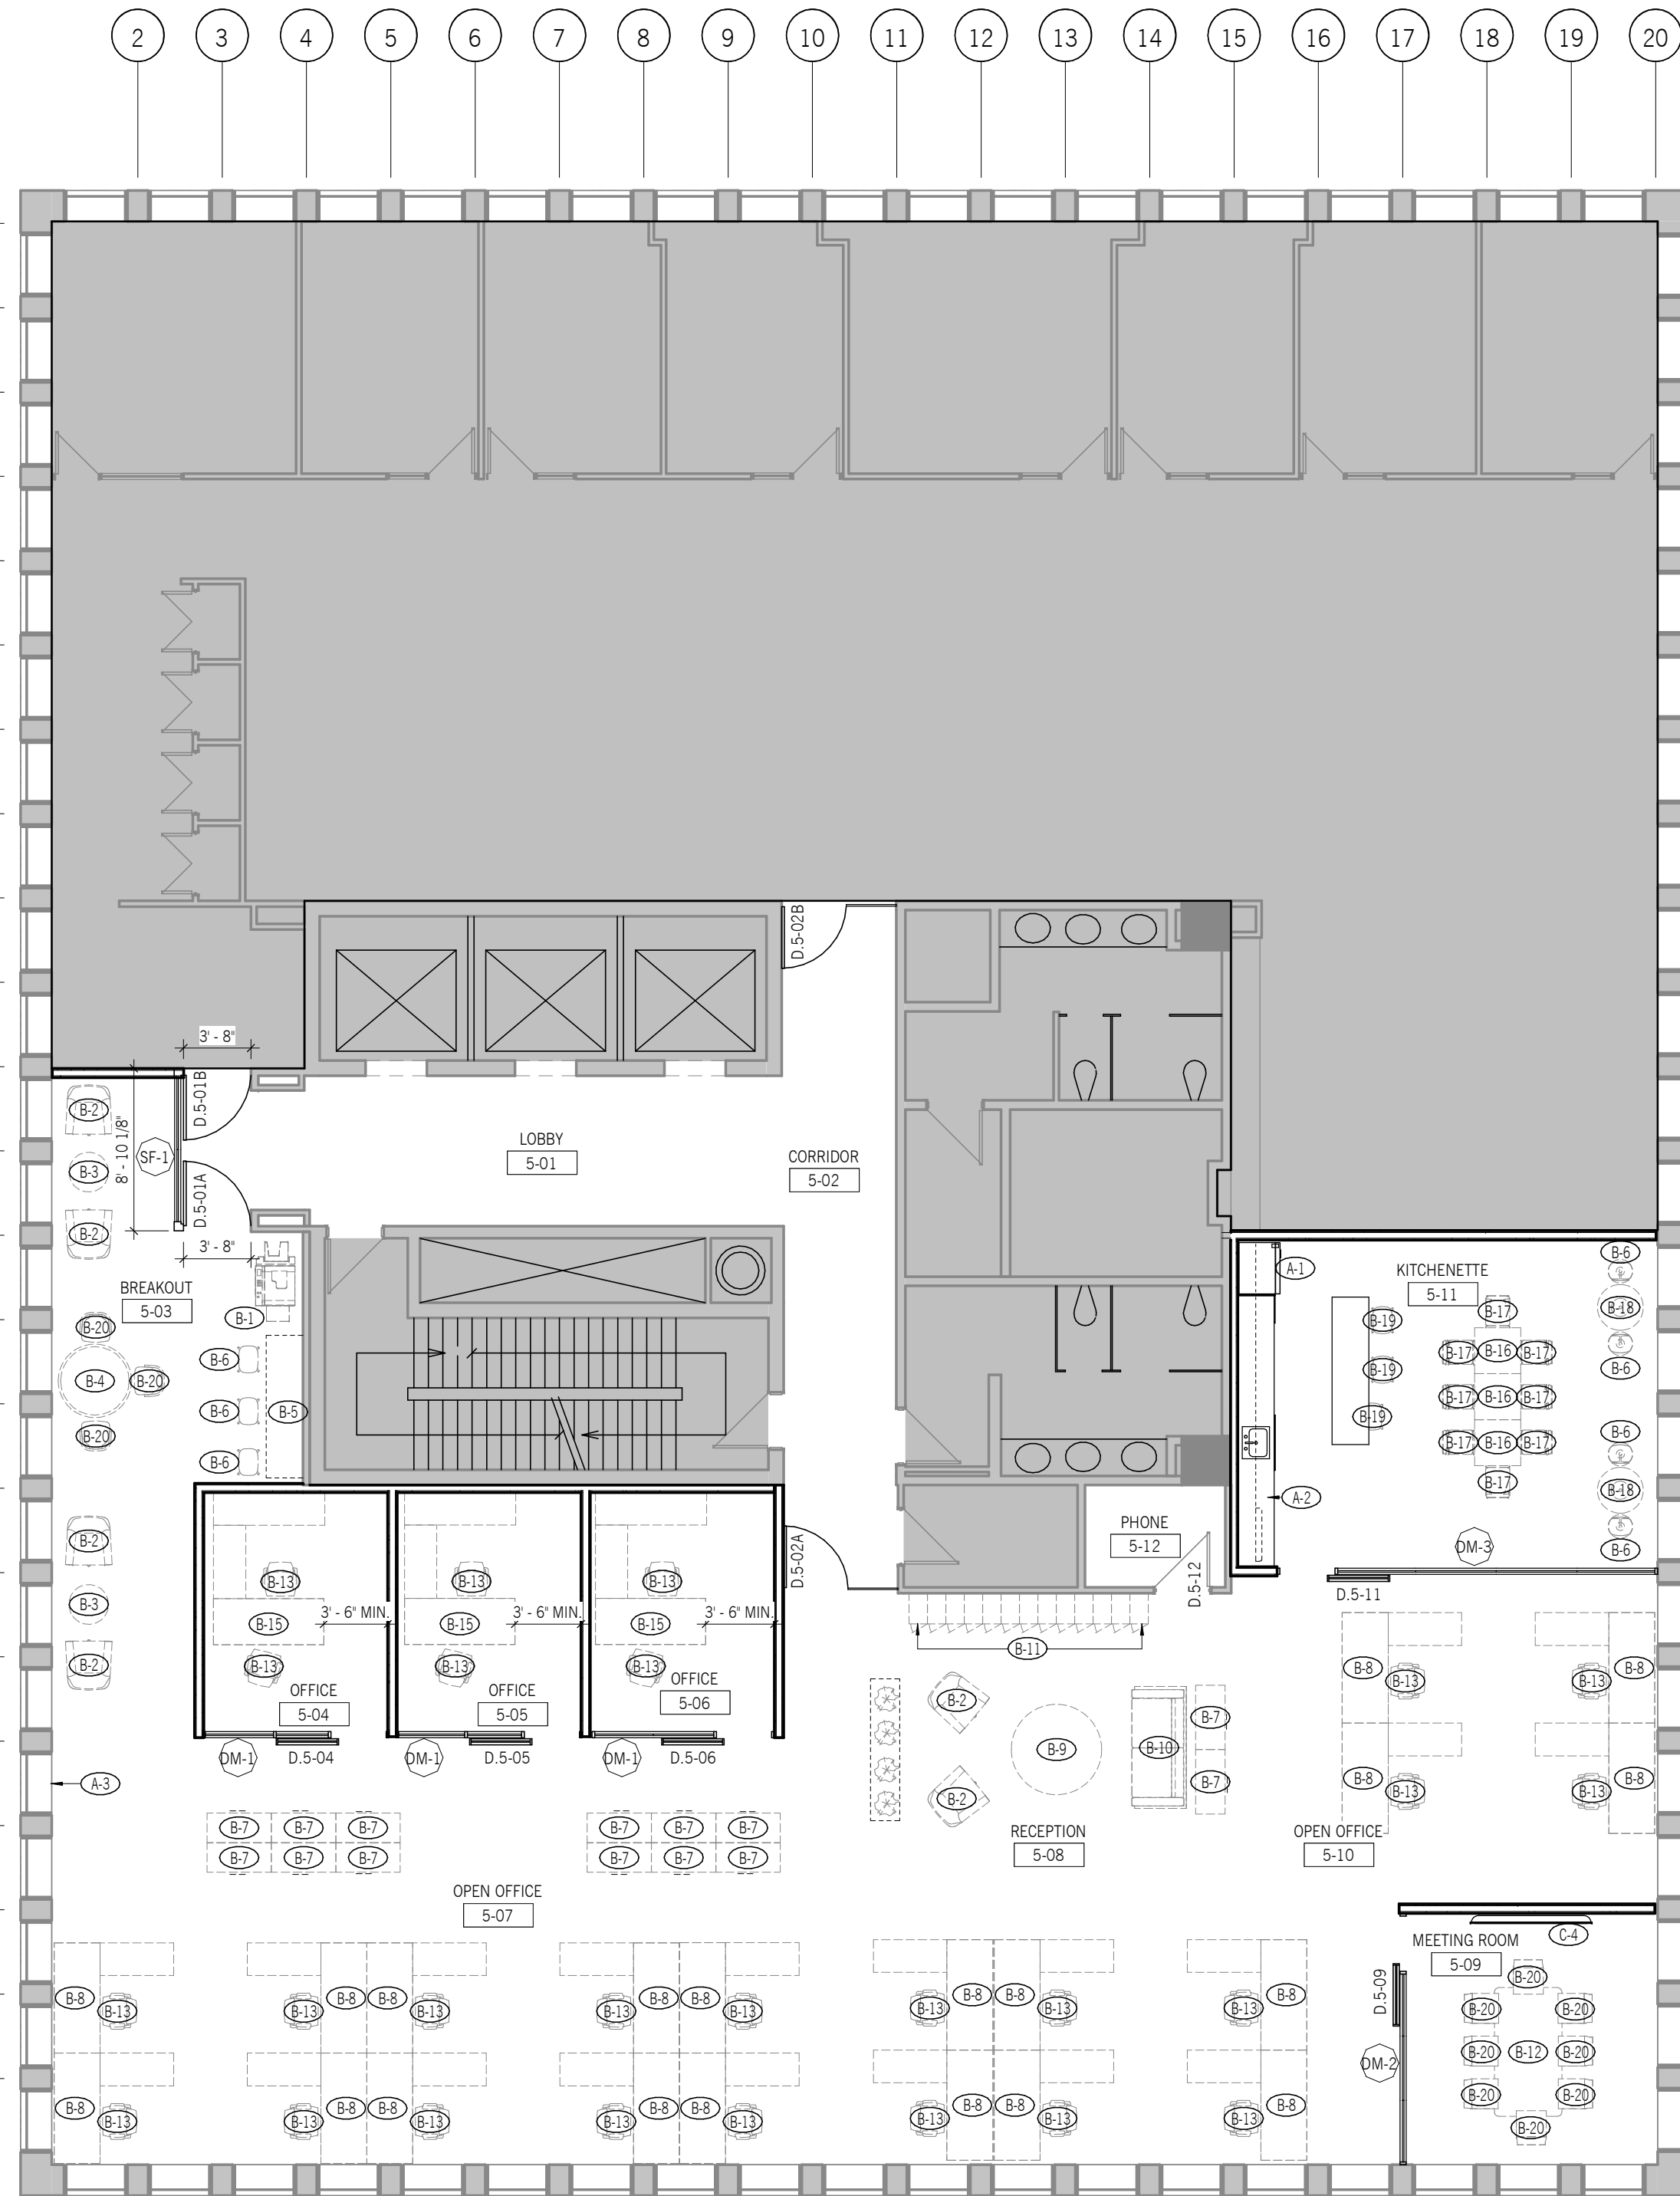 2 3 4 5 6 7 8 9 10 11 12 13 14 15 16 17 18 19 20
D.5-02B
3' - 8"
D.5-01B
B-2
8' - 10 1/8"
SF-1
B-3
LOBBY
5-01
CORRIDOR
5-02
D.5-01A
B-2
3' - 8"
BREAKOUT
5-03
B-1
B-20
B-6
B-4
B-20
B-6
B-5
B-20
B-6
A-1
KITCHENETTE
5-11
B-6
B-17
B-18
B-19
B-17 B-16 B-17
B-6
B-19
B-17 B-16 B-17
B-19
B-6
B-17 B-16 B-17
B-17
B-18
A-2
B-6
DM-3
D.5-11
PHONE
5-12
D.5-12
D.5-02A
B-2
B-3
B-2
B-13
B-13
B-13
3' - 6" MIN.
3' - 6" MIN.
3' - 6" MIN.
B-15
B-15
B-15
B-13
B-13
B-13
OFFICE
5-04
OFFICE
5-05
OFFICE
5-06
DM-1
D.5-04
DM-1
D.5-05
DM-1
D.5-06
A-3
B-11
B-2
B-9
B-10
B-7
B-7
B-2
RECEPTION
5-08
B-8 B-13 B-13 B-8
B-8 B-13 B-13 B-8
OPEN OFFICE
5-10
B-7 B-7 B-7 B-7 B-7 B-7
B-7 B-7 B-7 B-7 B-7 B-7
OPEN OFFICE
5-07
C-4
MEETING ROOM
5-09
D.5-09
DM-2
B-20
B-20 B-20
B-20 B-12 B-20
B-20 B-20
B-20
B-8 B-13 B-13 B-8 B-8 B-13 B-13 B-8 B-8 B-13 B-13 B-8 B-8 B-13 B-13 B-8
B-8 B-13 B-13 B-8 B-8 B-13 B-13 B-8 B-8 B-13 B-13 B-8 B-8 B-13 B-13 B-8